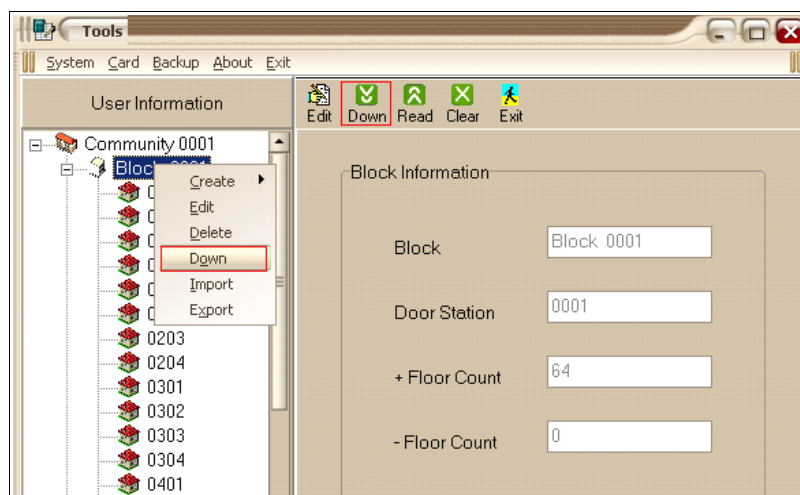 Tools
System Card Backup About Exit
User Information
Edit Down Read Clear Exit
Community 0001
Block 0001
Create
Edit
Delete
Down
Import
Export
0203
0204
0301
0302
0303
0304
0401
Block Information
Block
Block 0001
Door Station
0001
+ Floor Count
64
- Floor Count
0